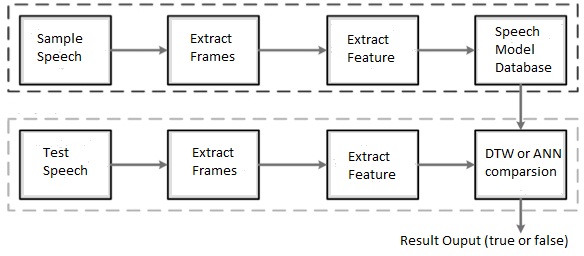 Sample
Speech
Extract
Frames
Extract
Feature
Speech
Model
Database
Test
Speech
Extract
Frames
Extract
Feature
DTW or ANN
comparsion
Result Ouput (true or false)